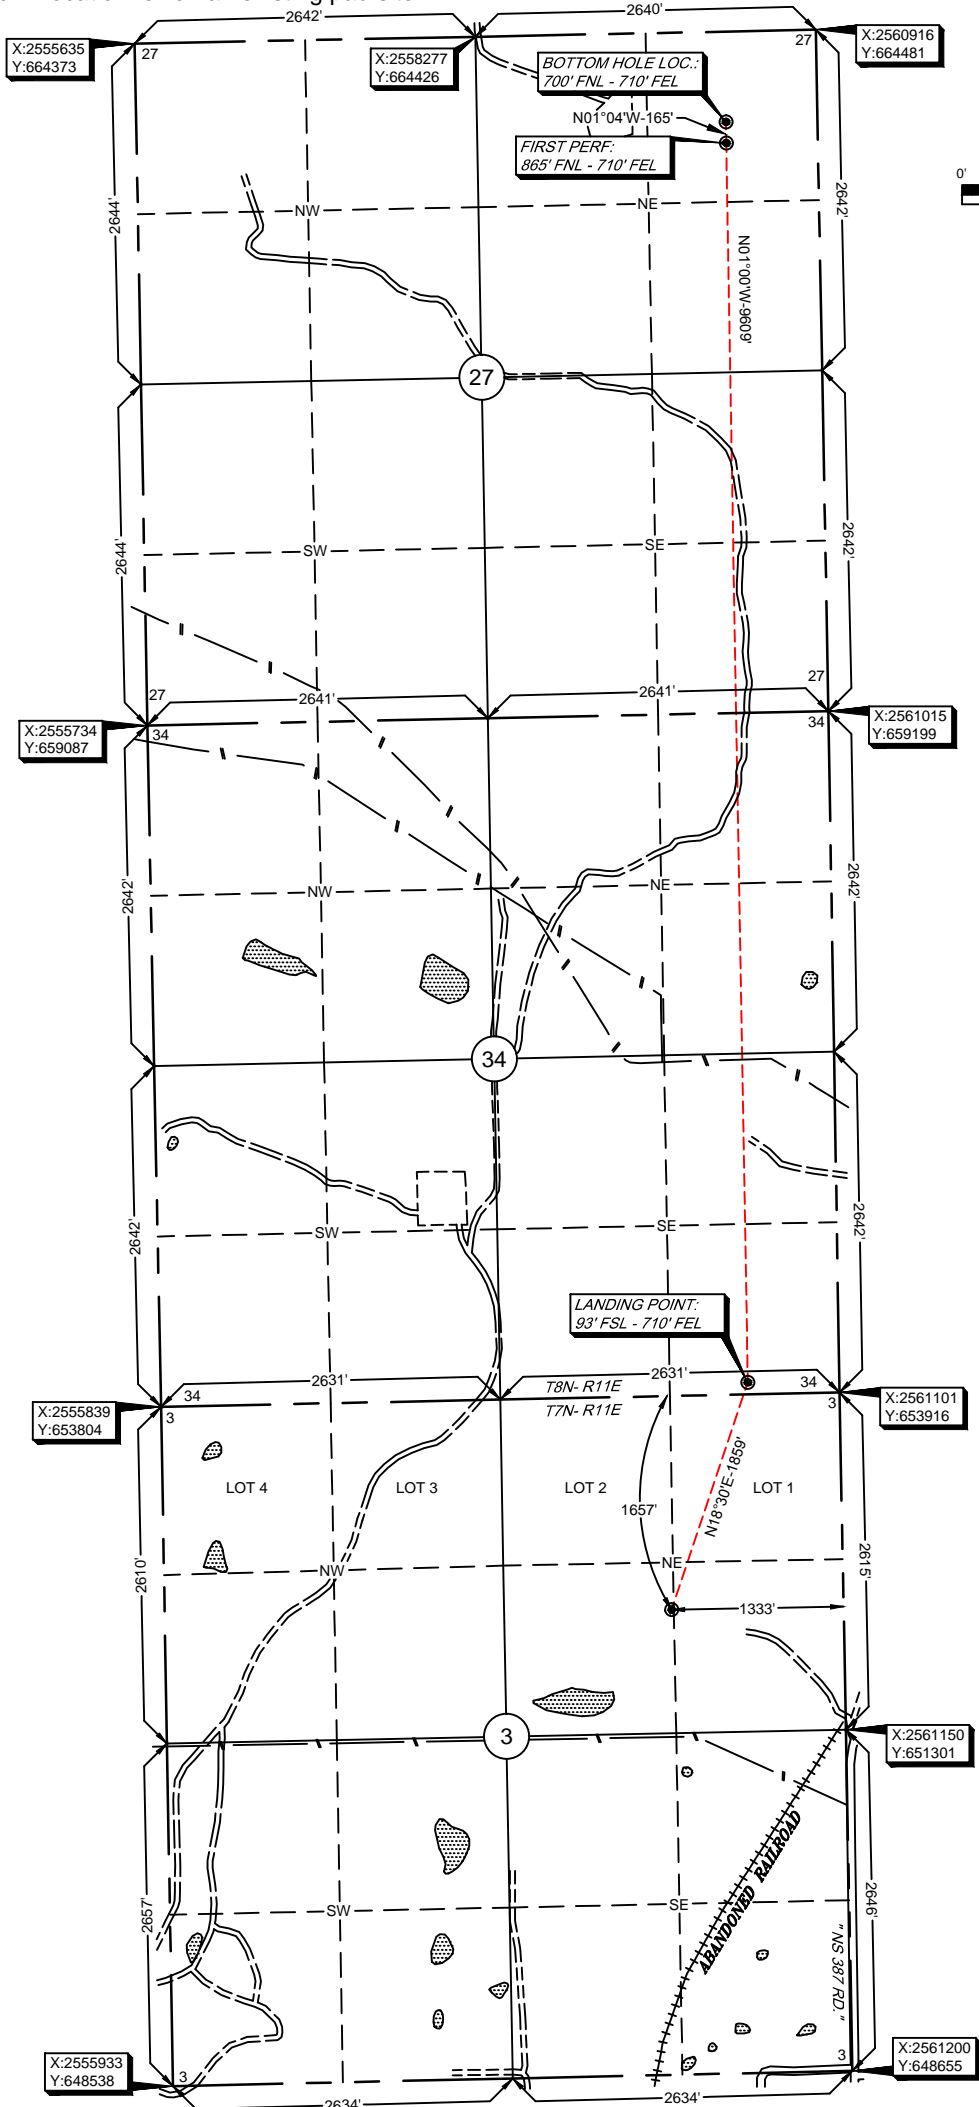 2642'
2640'
X:2555635
Y:664373
27
X:2558277
Y:664426
27
X:2560916
Y:664481
BOTTOM HOLE LOC.:
700' FNL - 710' FEL
N01°04'W-165'
FIRST PERF:
865' FNL - 710' FEL
0'
2644'
NW
NE
2642'
N01°00'W-9609'
27
2644'
SW
SE
2642'
27
2641'
2641'
27
X:2555734
Y:659087
34
34
X:2561015
Y:659199
2642'
NW
NE
2642'
34
2642'
SW
SE
2642'
LANDING POINT:
93' FSL - 710' FEL
34
2631'
T8N- R11E
2631'
34
X:2555839
Y:653804
3
T7N- R11E
3
X:2561101
Y:653916
LOT 4
LOT 3
LOT 2
LOT 1
1657'
N18°30'E-1859'
2610'
NW
NE
2615'
1333'
3
X:2561150
Y:651301
ABANDONED RAILROAD
2657'
SW
SE
2646'
"NS 387 RD."
X:2555933
Y:648538
3
3
X:2561200
Y:648655
2634'
2634'